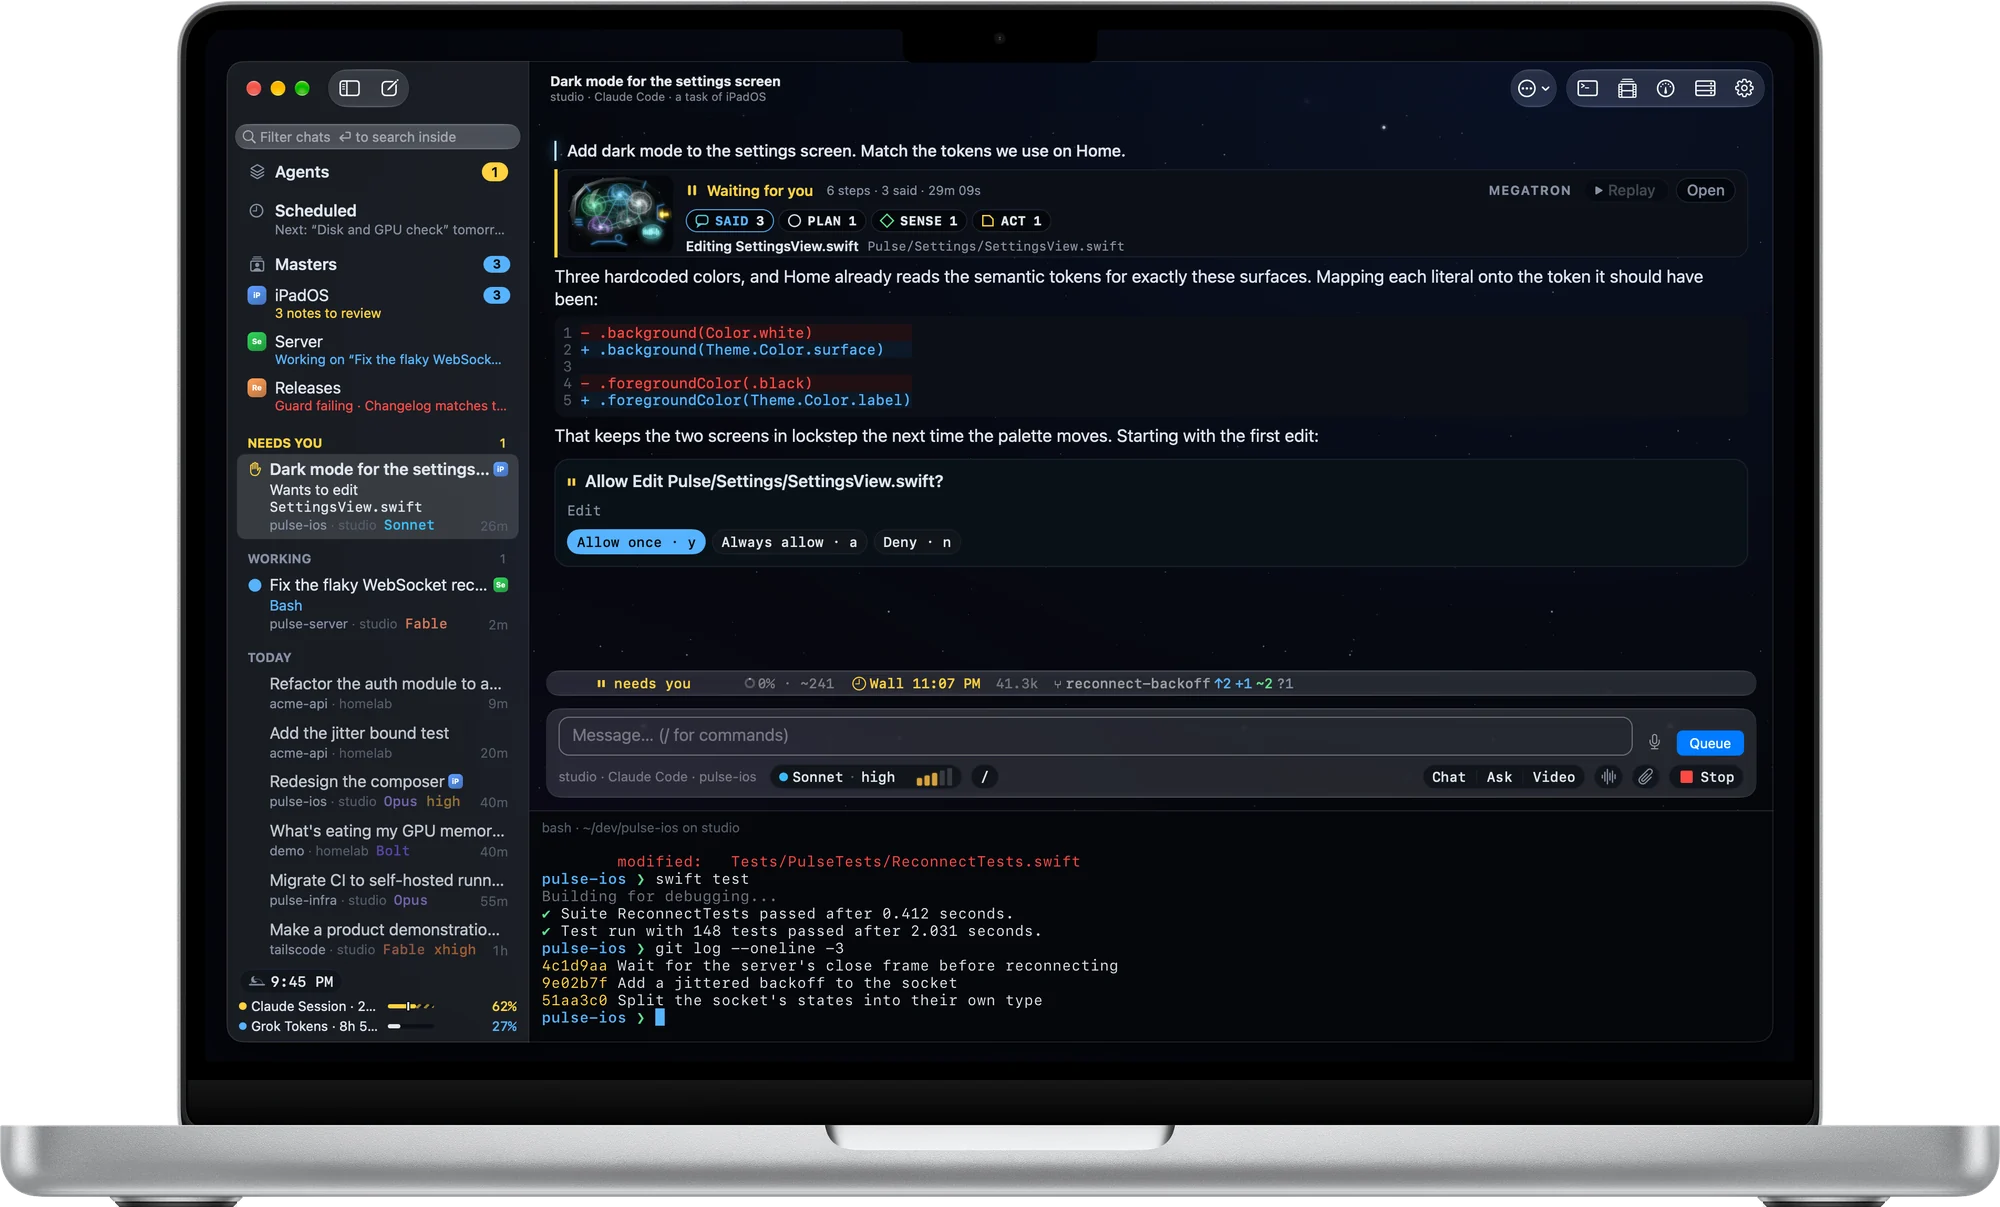 Filter chats ↵ to search inside
Agents 1
Scheduled
Next: “Disk and GPU check” tomorr...
Masters 3
iP iPadOS 3
3 notes to review
Se Server
Working on “Fix the flaky WebSock...
Re Releases
Guard failing · Changelog matches t...
NEEDS YOU 1
Dark mode for the settings... iP
Wants to edit
SettingsView.swift
pulse-ios · studio Sonnet 26m
WORKING 1
Fix the flaky WebSocket rec... Se
Bash
pulse-server · studio Fable 2m
TODAY
Refactor the auth module to a...
acme-api · homelab 9m
Add the jitter bound test
acme-api · homelab 20m
Redesign the composer iP
pulse-ios · studio Opus high 40m
What's eating my GPU memor...
demo · homelab Bolt 40m
Migrate CI to self-hosted runn...
pulse-infra · studio Opus 55m
Make a product demonstratio...
tailscode · studio Fable xhigh 1h
9:45 PM
Claude Session · 2... 62%
Grok Tokens · 8h 5... 27%
Dark mode for the settings screen
studio · Claude Code · a task of iPadOS
Add dark mode to the settings screen. Match the tokens we use on Home.
Waiting for you 6 steps · 3 said · 29m 09s MEGATRON Replay Open
SAID 3 PLAN 1 SENSE 1 ACT 1
Editing SettingsView.swift Pulse/Settings/SettingsView.swift
Three hardcoded colors, and Home already reads the semantic tokens for exactly these surfaces. Mapping each literal onto the token it should have
been:
1 - .background(Color.white)
2 + .background(Theme.Color.surface)
3
4 - .foregroundColor(.black)
5 + .foregroundColor(Theme.Color.label)
That keeps the two screens in lockstep the next time the palette moves. Starting with the first edit:
Allow Edit Pulse/Settings/SettingsView.swift?
Edit
Allow once · y Always allow · a Deny · n
needs you 0% · ~241 Wall 11:07 PM 41.3k reconnect-backoff ↑2 +1 ~2 ?1
Message... (/ for commands)
Queue
studio · Claude Code · pulse-ios Sonnet · high / Chat Ask Video Stop
bash · ~/dev/pulse-ios on studio
modified: Tests/PulseTests/ReconnectTests.swift
pulse-ios ❯ swift test
Building for debugging...
✔ Suite ReconnectTests passed after 0.412 seconds.
✔ Test run with 148 tests passed after 2.031 seconds.
pulse-ios ❯ git log --oneline -3
4c1d9aa Wait for the server's close frame before reconnecting
9e02b7f Add a jittered backoff to the socket
51aa3c0 Split the socket's states into their own type
pulse-ios ❯